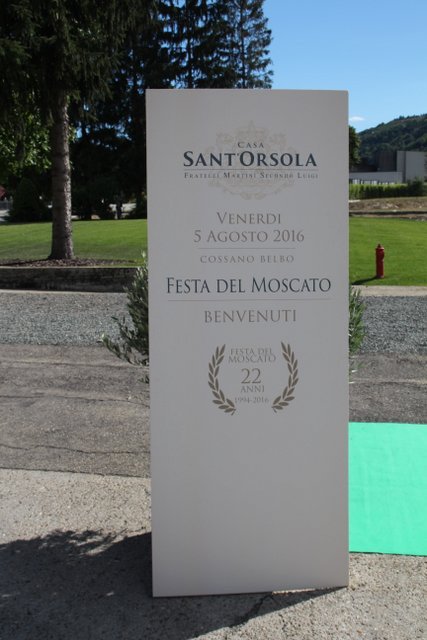 CASA
SANT'ORSOLA
FRATELLI MARTINI SECONDO LUIGI
VENERDI
5 AGOSTO 2016
COSSANO BELBO
FESTA DEL MOSCATO
BENVENUTI
FESTA DEL
MOSCATO
22
ANNI
1994-2016